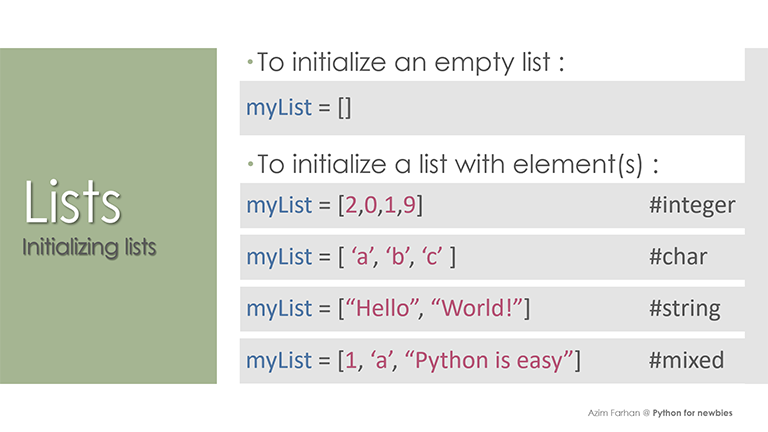 Lists
Initializing lists
•To initialize an empty list :
myList = []
•To initialize a list with element(s) :
myList = [2,0,1,9] #integer
myList = [ ‘a’, ‘b’, ‘c’ ] #char
myList = [“Hello”, “World!”] #string
myList = [1, ‘a’, “Python is easy”] #mixed
Azim Farhan @ Python for newbies